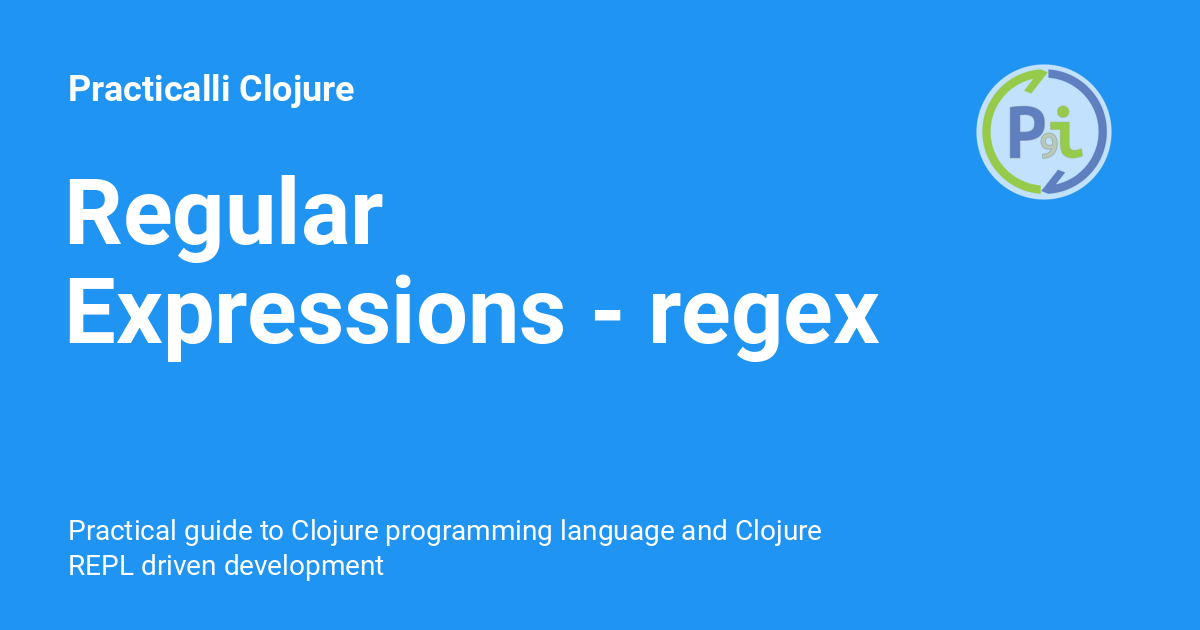 Practicalli Clojure
P9i
Regular
Expressions - regex
Practical guide to Clojure programming language and Clojure
REPL driven development